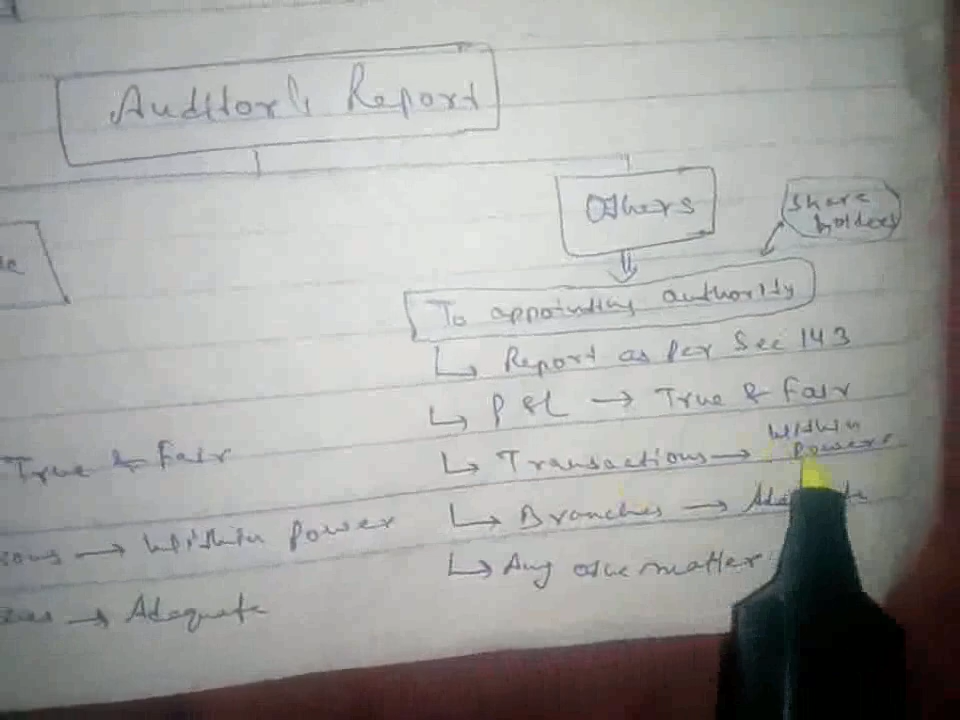 Auditor's Report
Others
Share
holders
To appointing authority
Report as per Sec 143
P&L → True & Fair
Transactions → Within
Powers
Branches →
Any other matter
True & Fair
→ Within power
→ Adequate